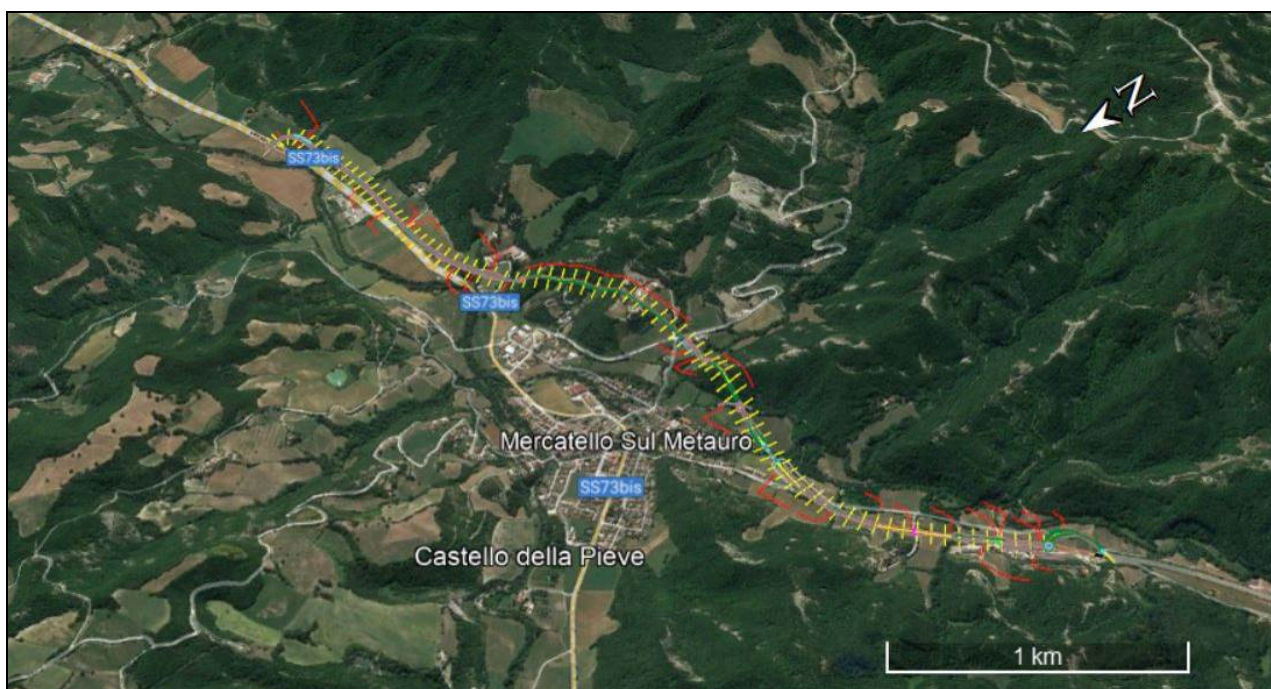 N
SS73bis
SS73bis
Mercatello Sul Metauro
SS73bis
Castello della Pieve
1 km